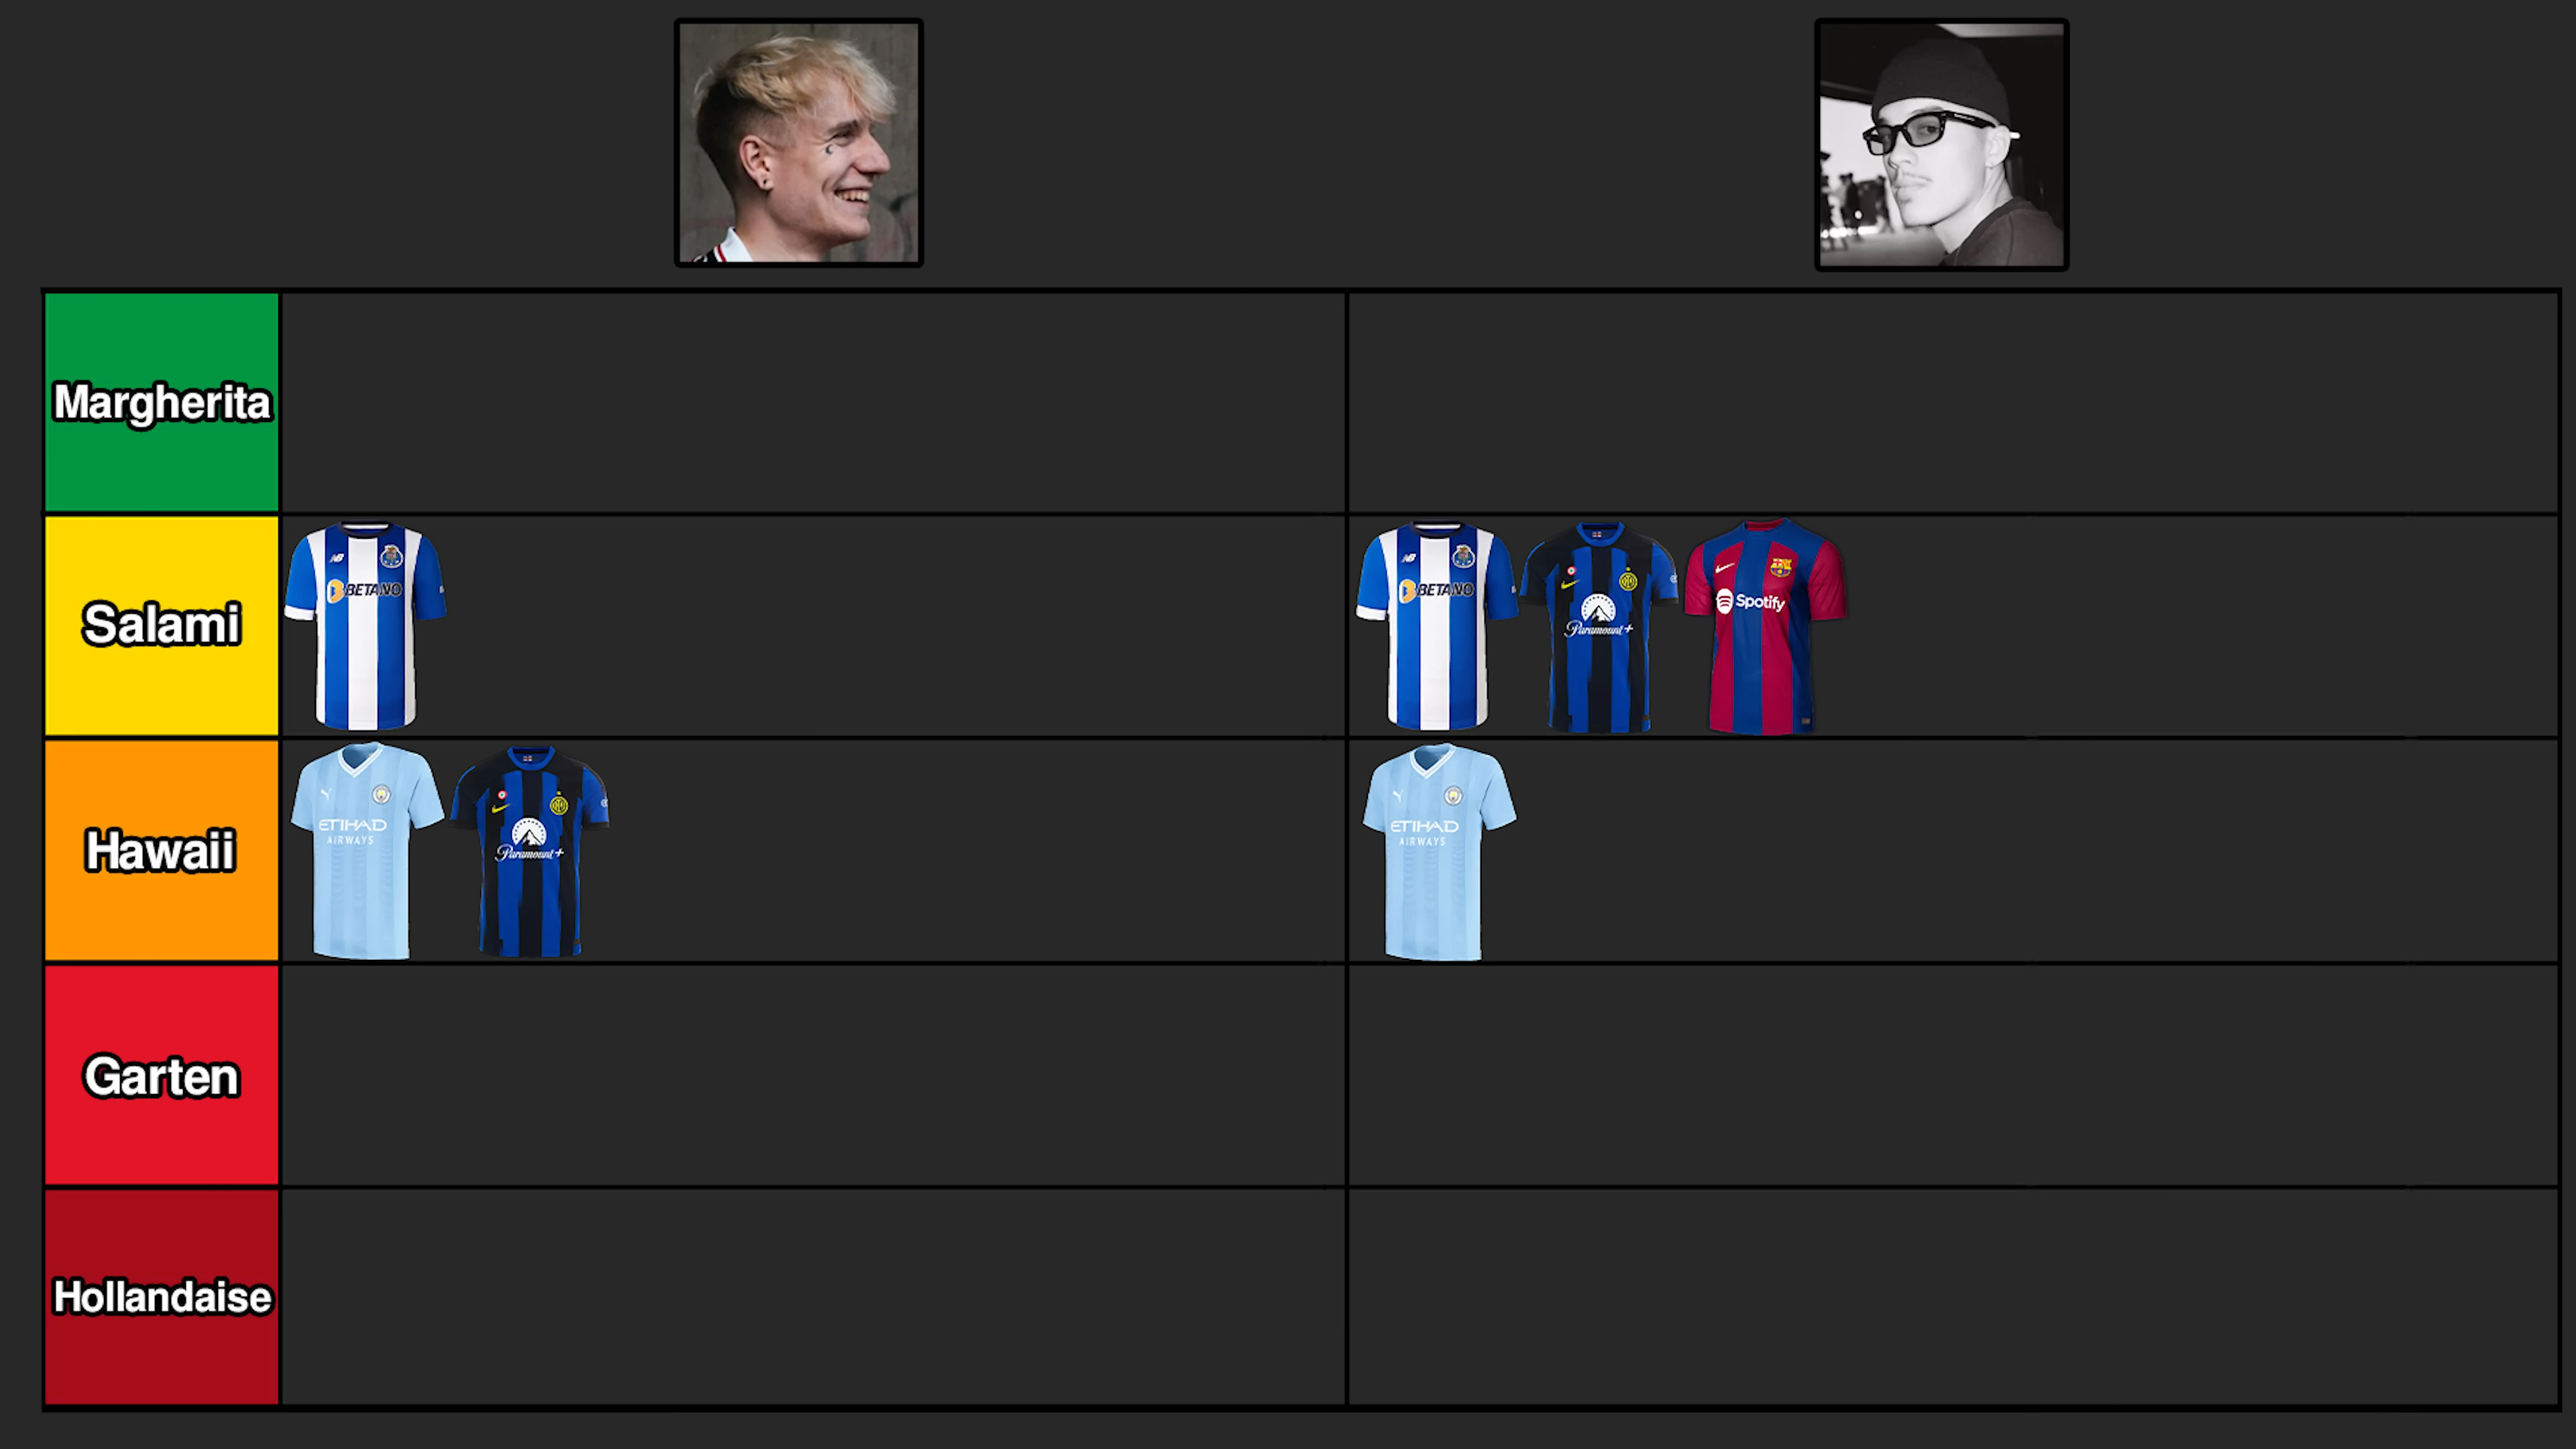 Margherita
Salami
BETANO
BETANO
Paramount+
Spotify
Hawaii
ETIHAD
AIRWAYS
Paramount+
ETIHAD
AIRWAYS
Garten
Hollandaise